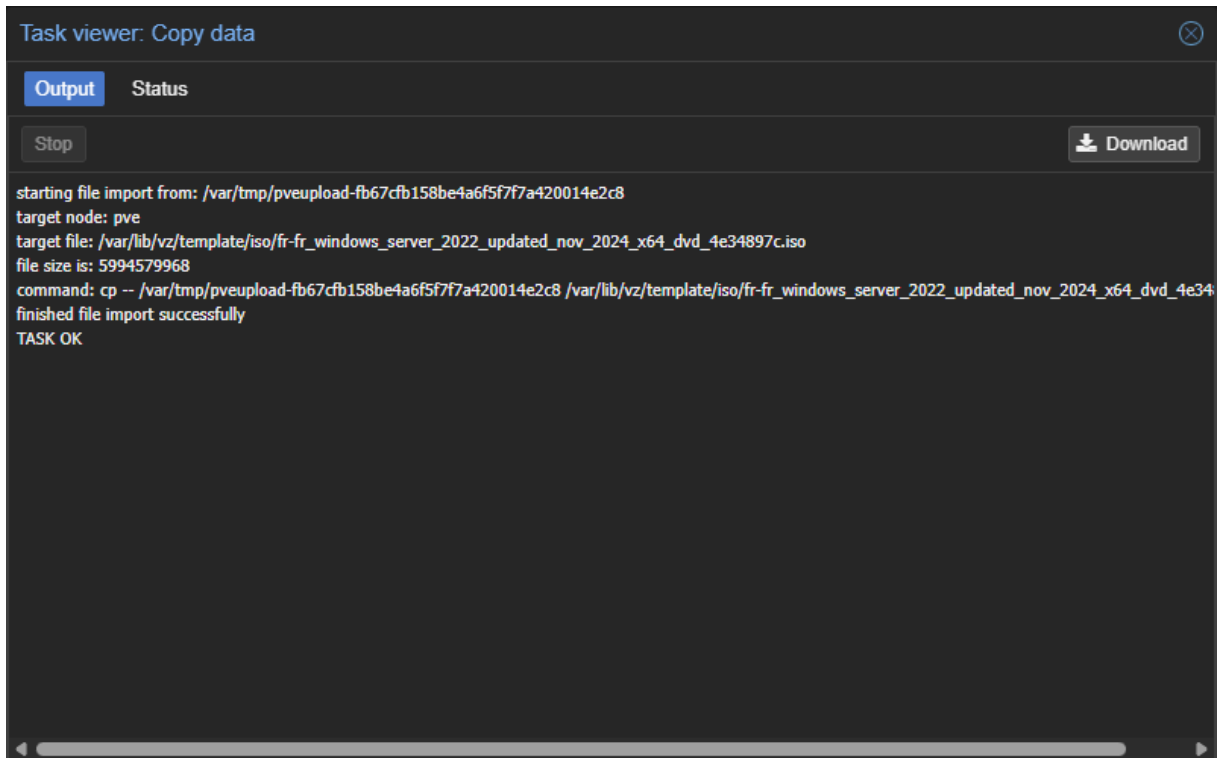 Task viewer: Copy data
Output Status
Stop Download
starting file import from: /var/tmp/pveupload-fb67cfb158be4a6f5f7f7a420014e2c8
target node: pve
target file: /var/lib/vz/template/iso/fr-fr_windows_server_2022_updated_nov_2024_x64_dvd_4e34897c.iso
file size is: 5994579968
command: cp -- /var/tmp/pveupload-fb67cfb158be4a6f5f7f7a420014e2c8 /var/lib/vz/template/iso/fr-fr_windows_server_2022_updated_nov_2024_x64_dvd_4e34
finished file import successfully
TASK OK